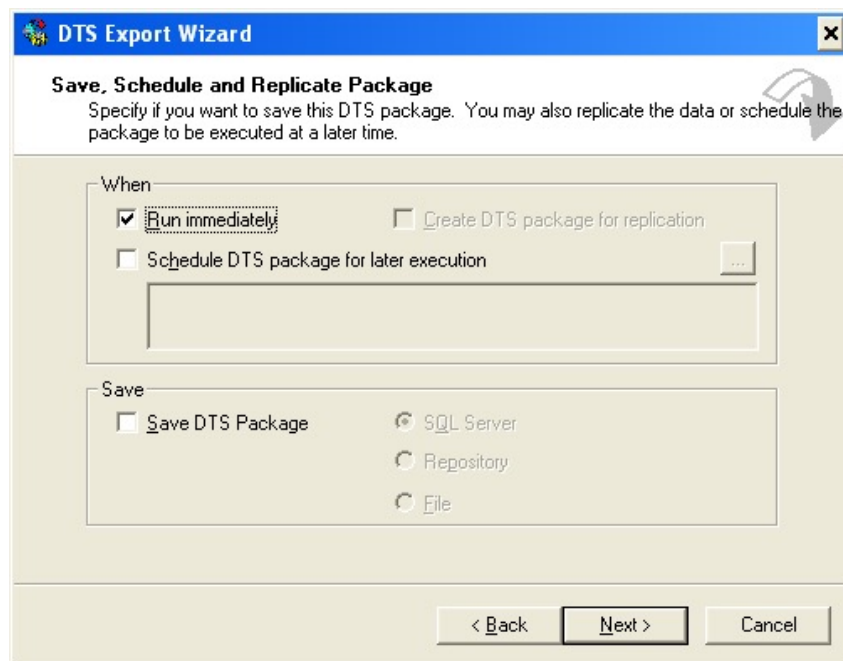 DTS Export Wizard
Save, Schedule and Replicate Package
Specify if you want to save this DTS package. You may also replicate the data or schedule the
package to be executed at a later time.
When
Run immediately
Create DTS package for replication
Schedule DTS package for later execution
...
Save
Save DTS Package
SQL Server
Repository
File
< Back
Next >
Cancel